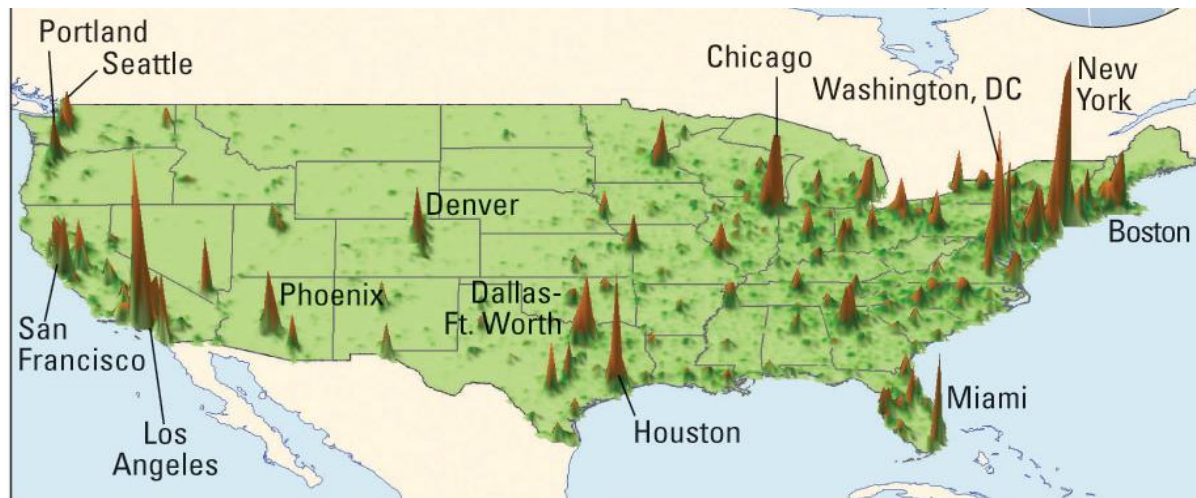 Portland
Seattle
Chicago
Washington, DC
New
York
Denver
Boston
Phoenix
Dallas-
Ft. Worth
San
Francisco
Los
Angeles
Houston
Miami